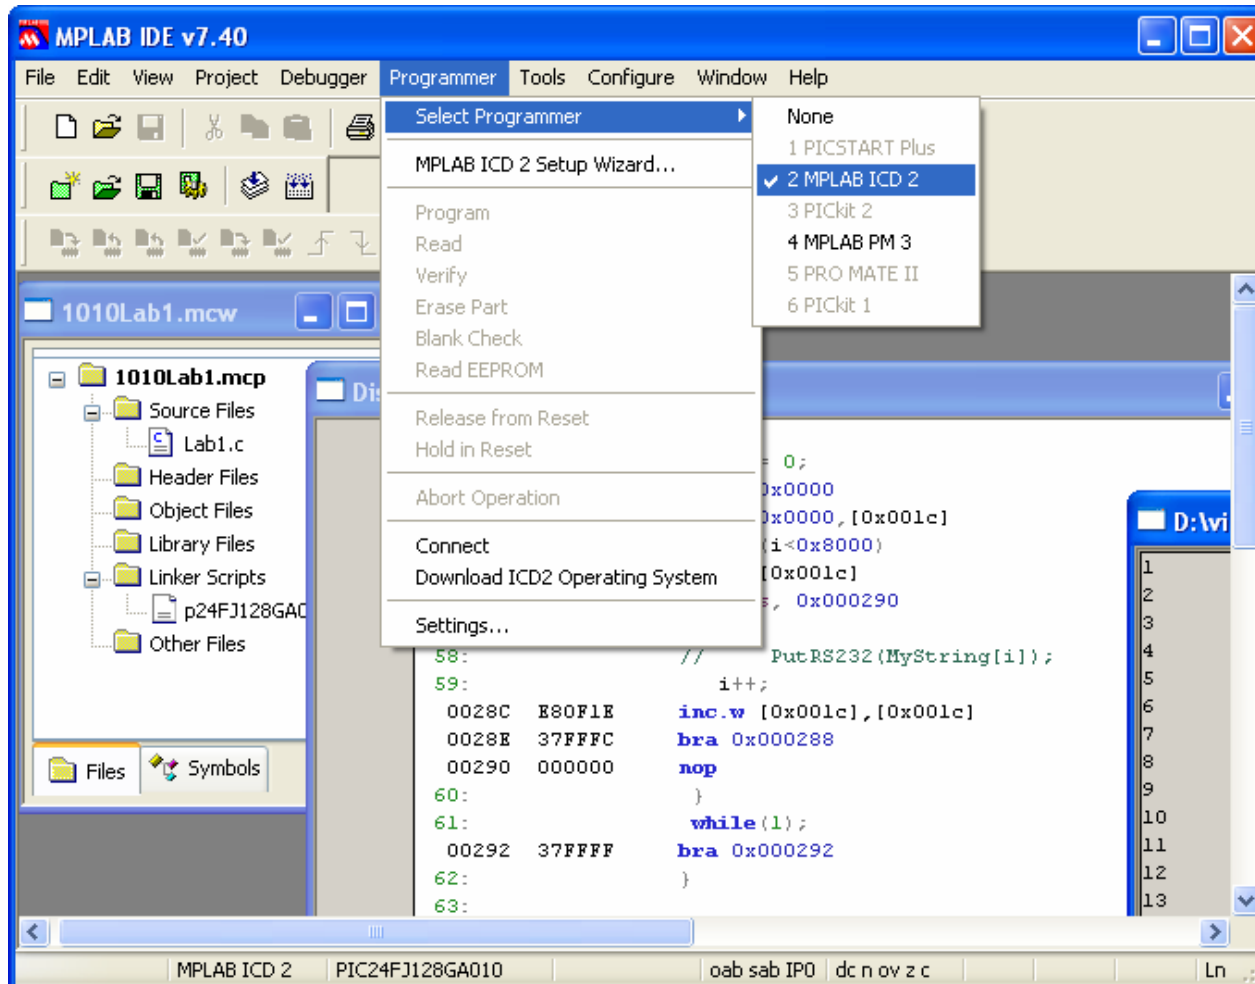 MPLAB IDE v7.40
File Edit View Project Debugger Programmer Tools Configure Window Help
Select Programmer
MPLAB ICD 2 Setup Wizard...
Program
Read
Verify
Erase Part
Blank Check
Read EEPROM
Release from Reset
Hold in Reset
Abort Operation
Connect
Download ICD2 Operating System
Settings...
None
1 PICSTART Plus
2 MPLAB ICD 2
3 PICkit 2
4 MPLAB PM 3
5 PRO MATE II
6 PICkit 1
1010Lab1.mcw
1010Lab1.mcp
Source Files
Lab1.c
Header Files
Object Files
Library Files
Linker Scripts
p24FJ128GA0
Other Files
Files Symbols
Dis
= 0;
0x0000
0x0000,[0x001c]
(i<0x8000)
[0x001c]
, 0x000290
58: // PutRS232(MyString[i]);
59: i++;
0028C E80F1E inc.w [0x001c],[0x001c]
0028E 37FFFC bra 0x000288
00290 000000 nop
60: }
61: while(1);
00292 37FFFF bra 0x000292
62: }
63:
D:\wi
1
2
3
4
5
6
7
8
9
10
11
12
13
MPLAB ICD 2 PIC24FJ128GA010 oab sab IP0 dc n ov z c Ln